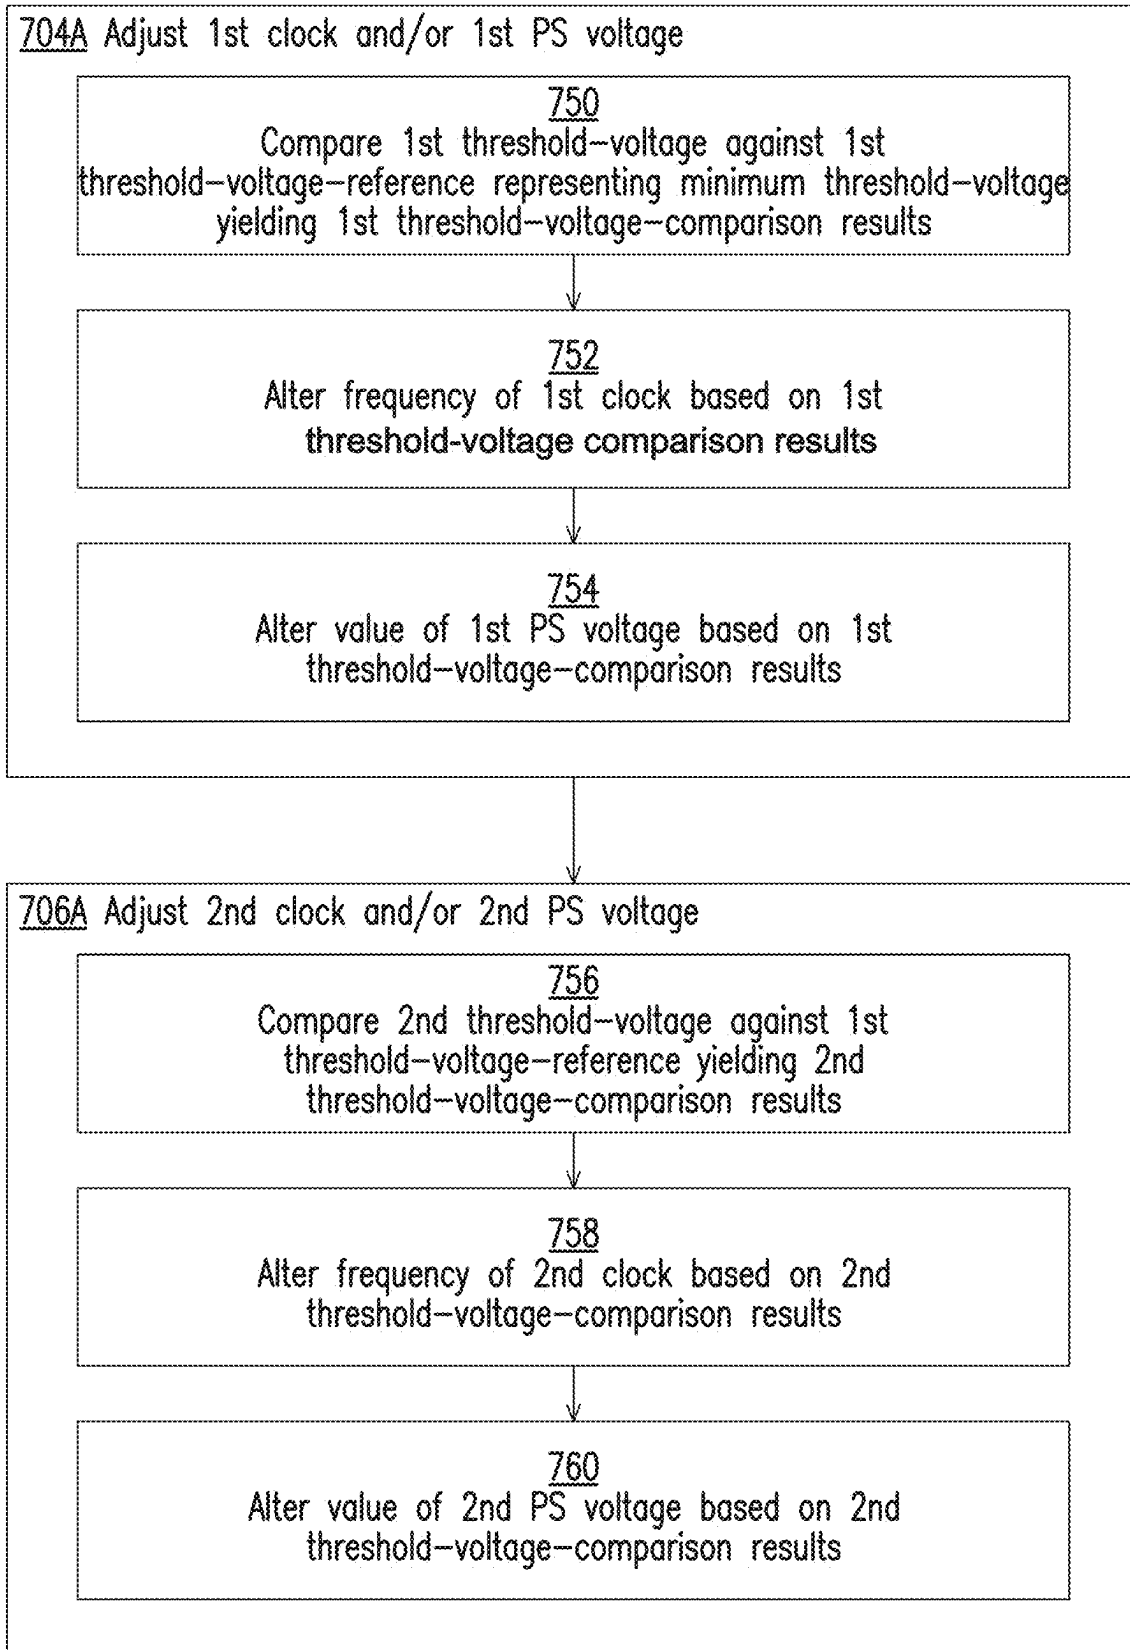 704A Adjust 1st clock and/or 1st PS voltage
750
Compare 1st threshold-voltage against 1st
threshold-voltage-reference representing minimum threshold-voltage
yielding 1st threshold-voltage-comparison results
752
Alter frequency of 1st clock based on 1st
threshold-voltage comparison results
754
Alter value of 1st PS voltage based on 1st
threshold-voltage-comparison results
706A Adjust 2nd clock and/or 2nd PS voltage
756
Compare 2nd threshold-voltage against 1st
threshold-voltage-reference yielding 2nd
threshold-voltage-comparison results
758
Alter frequency of 2nd clock based on 2nd
threshold-voltage-comparison results
760
Alter value of 2nd PS voltage based on 2nd
threshold-voltage-comparison results